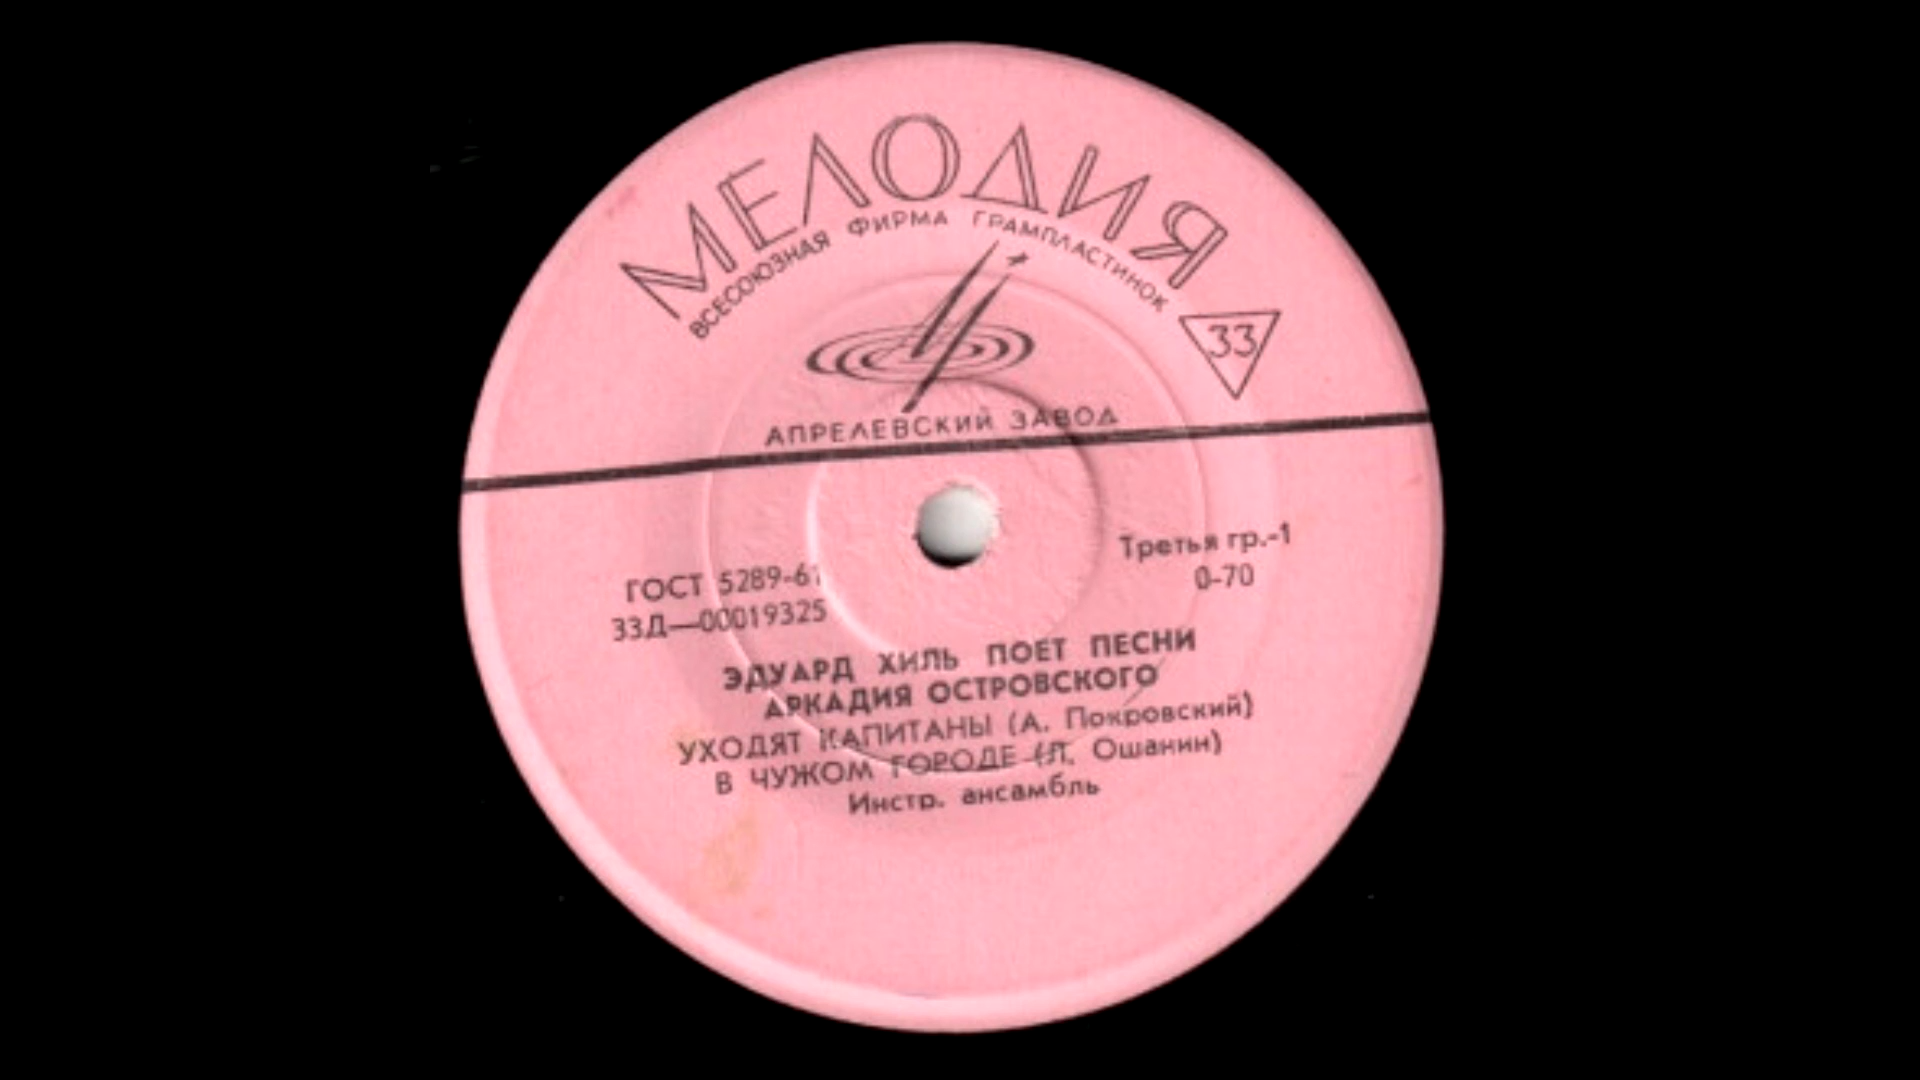 МЕЛОДИЯ
ВСЕСОЮЗНАЯ ФИРМА ГРАМПЛАСТИНОК
33
АПРЕЛЕВСКИЙ ЗАВОД
Третья гр.-1
ГОСТ 5289-61
0-70
33Д—00019325
ЭДУАРД ХИЛЬ ПОЕТ ПЕСНИ
АРКАДИЯ ОСТРОВСКОГО
УХОДЯТ КАПИТАНЫ (А. Покровский)
В ЧУЖОМ ГОРОДЕ (Л. Ошанин)
Инстр. ансамбль